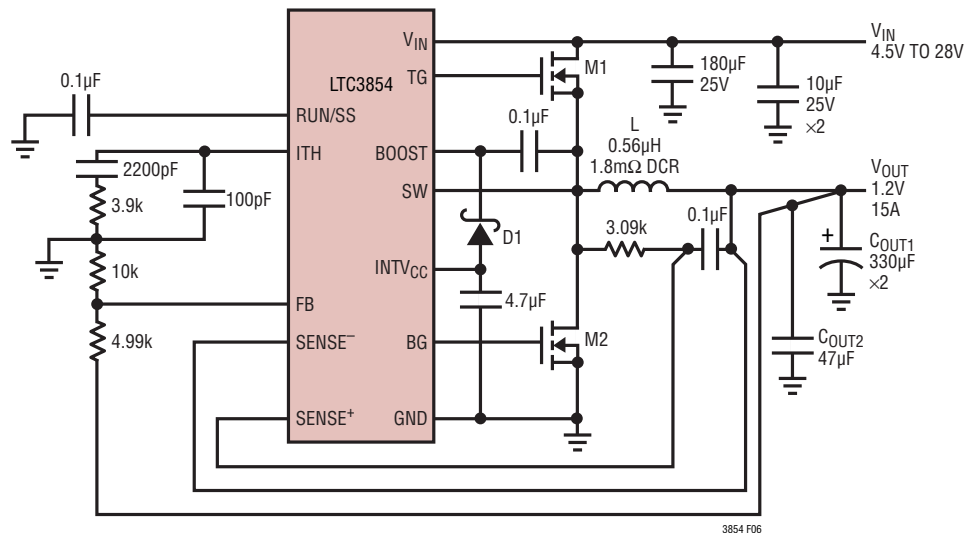 V_IN
4.5V TO 28V
V_IN
M1
180µF
25V
10µF
25V
×2
TG
LTC3854
0.1µF
RUN/SS
0.1µF
L
0.56µH
1.8mΩ DCR
ITH
BOOST
2200pF
3.9k
100pF
SW
V_OUT
1.2V
15A
3.09k
0.1µF
D1
+
C_OUT1
330µF
×2
10k
INTV_CC
4.7µF
FB
4.99k
SENSE⁻
BG
M2
C_OUT2
47µF
SENSE⁺
GND
3854 F06